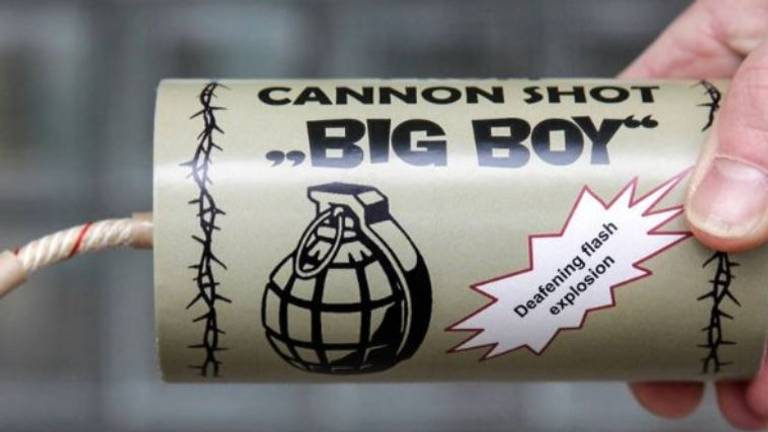 CANNON SHOT
„BIG BOY“
Deafening flash
explosion